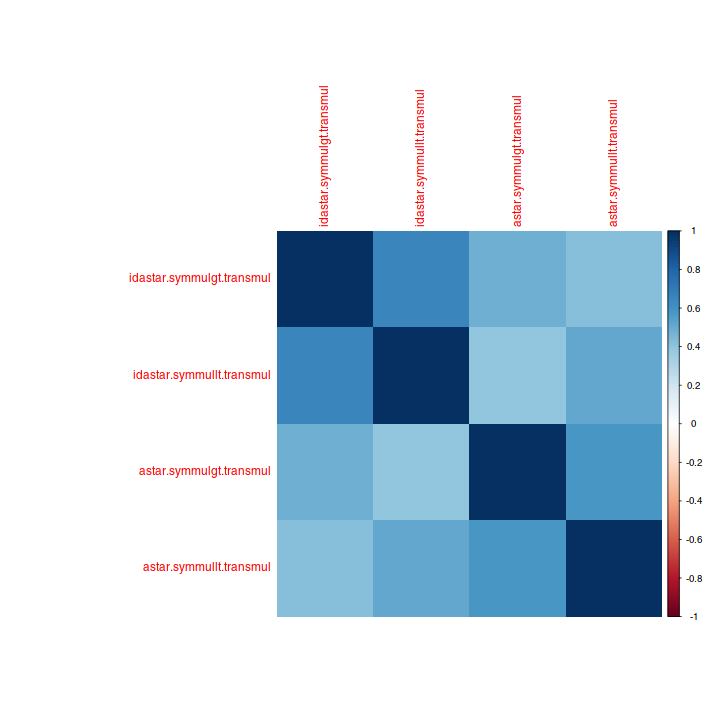 idastar.symmulgt.transmul
idastar.symmullt.transmul
astar.symmulgt.transmul
astar.symmullt.transmul
idastar.symmulgt.transmul
idastar.symmullt.transmul
astar.symmulgt.transmul
astar.symmullt.transmul
1
0.8
0.6
0.4
0.2
0
-0.2
-0.4
-0.6
-0.8
-1